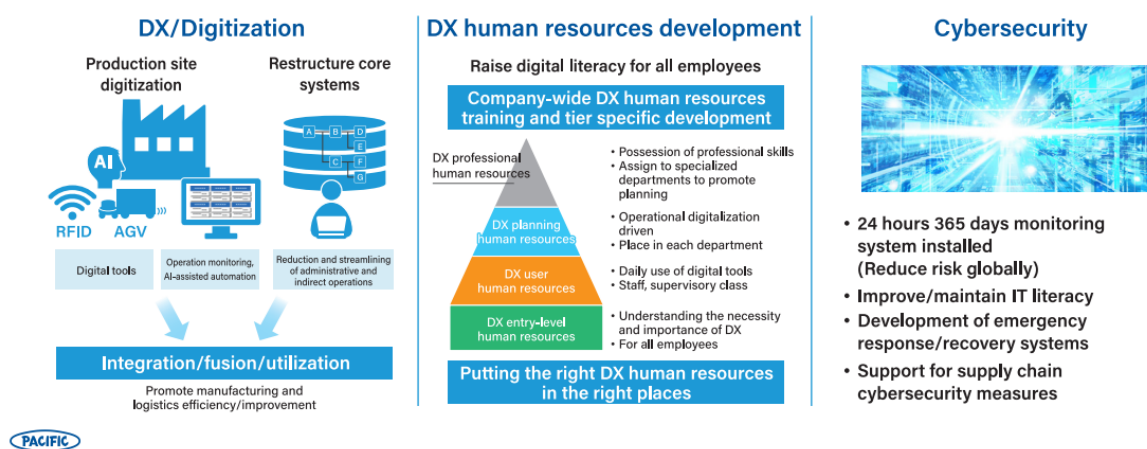 DX/Digitization
Production site
digitization
Restructure core
systems
AI
RFID
AGV
A
B
D
E
C
F
G
Digital tools
Operation monitoring,
AI-assisted automation
Reduction and streamlining
of administrative and
indirect operations
Integration/fusion/utilization
Promote manufacturing and
logistics efficiency/improvement
DX human resources development
Raise digital literacy for all employees
Company-wide DX human resources
training and tier specific development
DX professional
human resources
• Possession of professional skills
• Assign to specialized
departments to promote
planning
DX planning
human resources
• Operational digitalization
driven
• Place in each department
DX user
human resources
• Daily use of digital tools
• Staff, supervisory class
DX entry-level
human resources
• Understanding the necessity
and importance of DX
• For all employees
Putting the right DX human resources
in the right places
Cybersecurity
• 24 hours 365 days monitoring
system installed
(Reduce risk globally)
• Improve/maintain IT literacy
• Development of emergency
response/recovery systems
• Support for supply chain
cybersecurity measures
PACIFIC